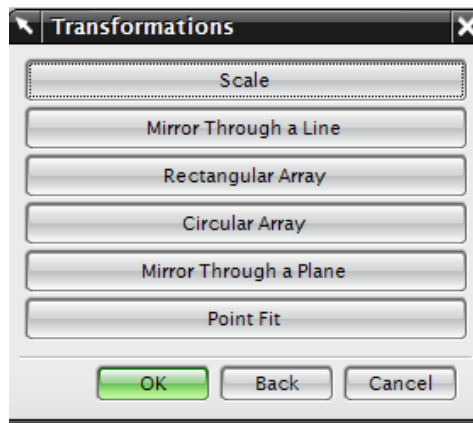 Transformations
Scale
Mirror Through a Line
Rectangular Array
Circular Array
Mirror Through a Plane
Point Fit
OK Back Cancel